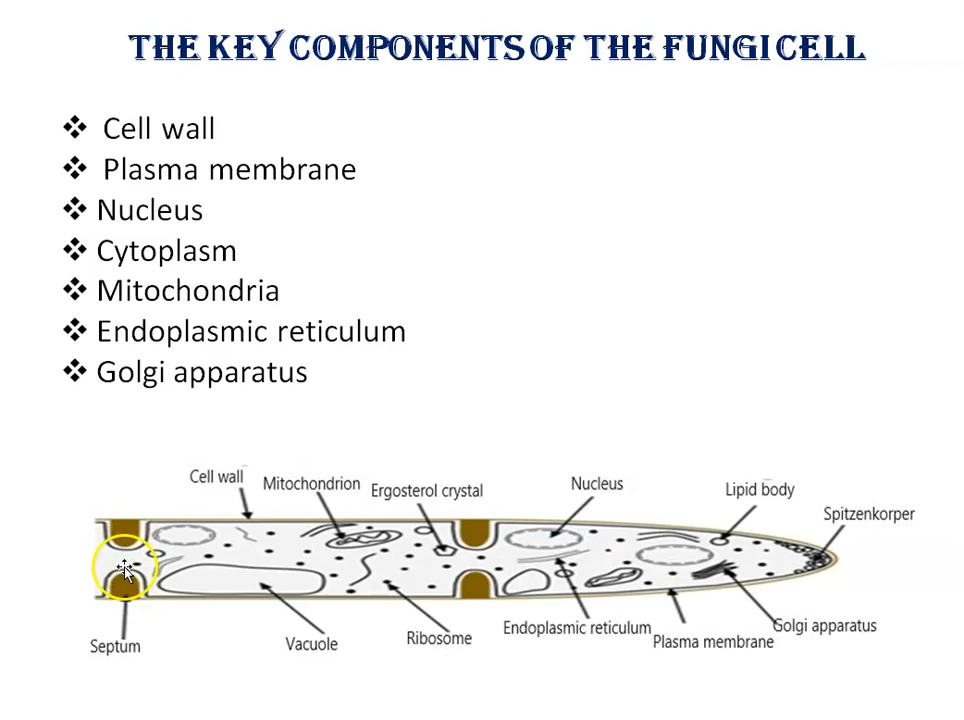 THE KEY COMPONENTS OF THE FUNGI CELL
Cell wall
Plasma membrane
Nucleus
Cytoplasm
Mitochondria
Endoplasmic reticulum
Golgi apparatus
Cell wall
Mitochondrion
Ergosterol crystal
Nucleus
Lipid body
Spitzenkorper
Septum
Vacuole
Ribosome
Endoplasmic reticulum
Plasma membrane
Golgi apparatus